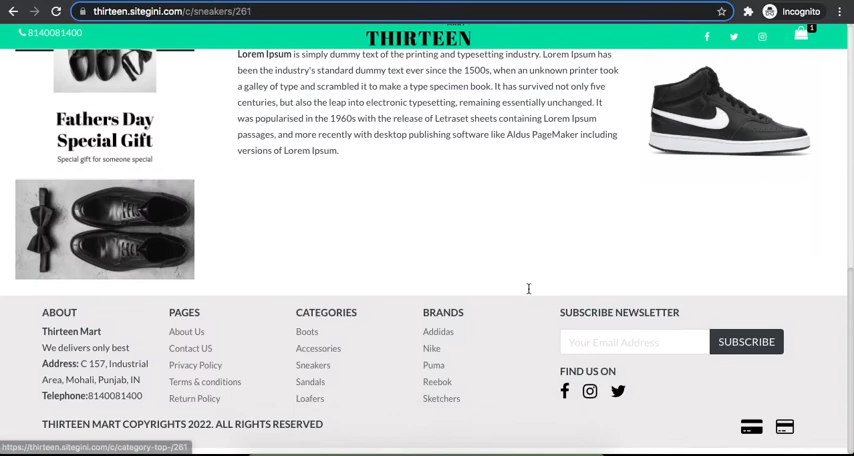 thirteen.sitegini.com/c/sneakers/261
Incognito
8140081400
THIRTEEN
1
Lorem Ipsum is simply dummy text of the printing and typesetting industry. Lorem Ipsum has
been the industry's standard dummy text ever since the 1500s, when an unknown printer took
a galley of type and scrambled it to make a type specimen book. It has survived not only five
centuries, but also the leap into electronic typesetting, remaining essentially unchanged. It
was popularised in the 1960s with the release of Letraset sheets containing Lorem Ipsum
passages, and more recently with desktop publishing software like Aldus PageMaker including
versions of Lorem Ipsum.
Fathers Day
Special Gift
Special gift for someone special
ABOUT
Thirteen Mart
We delivers only best
Address: C 157, Industrial
Area, Mohali, Punjab, IN
Telephone:8140081400
PAGES
About Us
Contact US
Privacy Policy
Terms & conditions
Return Policy
CATEGORIES
Boots
Accessories
Sneakers
Sandals
Loafers
BRANDS
Addidas
Nike
Puma
Reebok
Sketchers
SUBSCRIBE NEWSLETTER
Your Email Address
SUBSCRIBE
FIND US ON
THIRTEEN MART COPYRIGHTS 2022. ALL RIGHTS RESERVED
https://thirteen.sitegini.com/c/category-top-/261